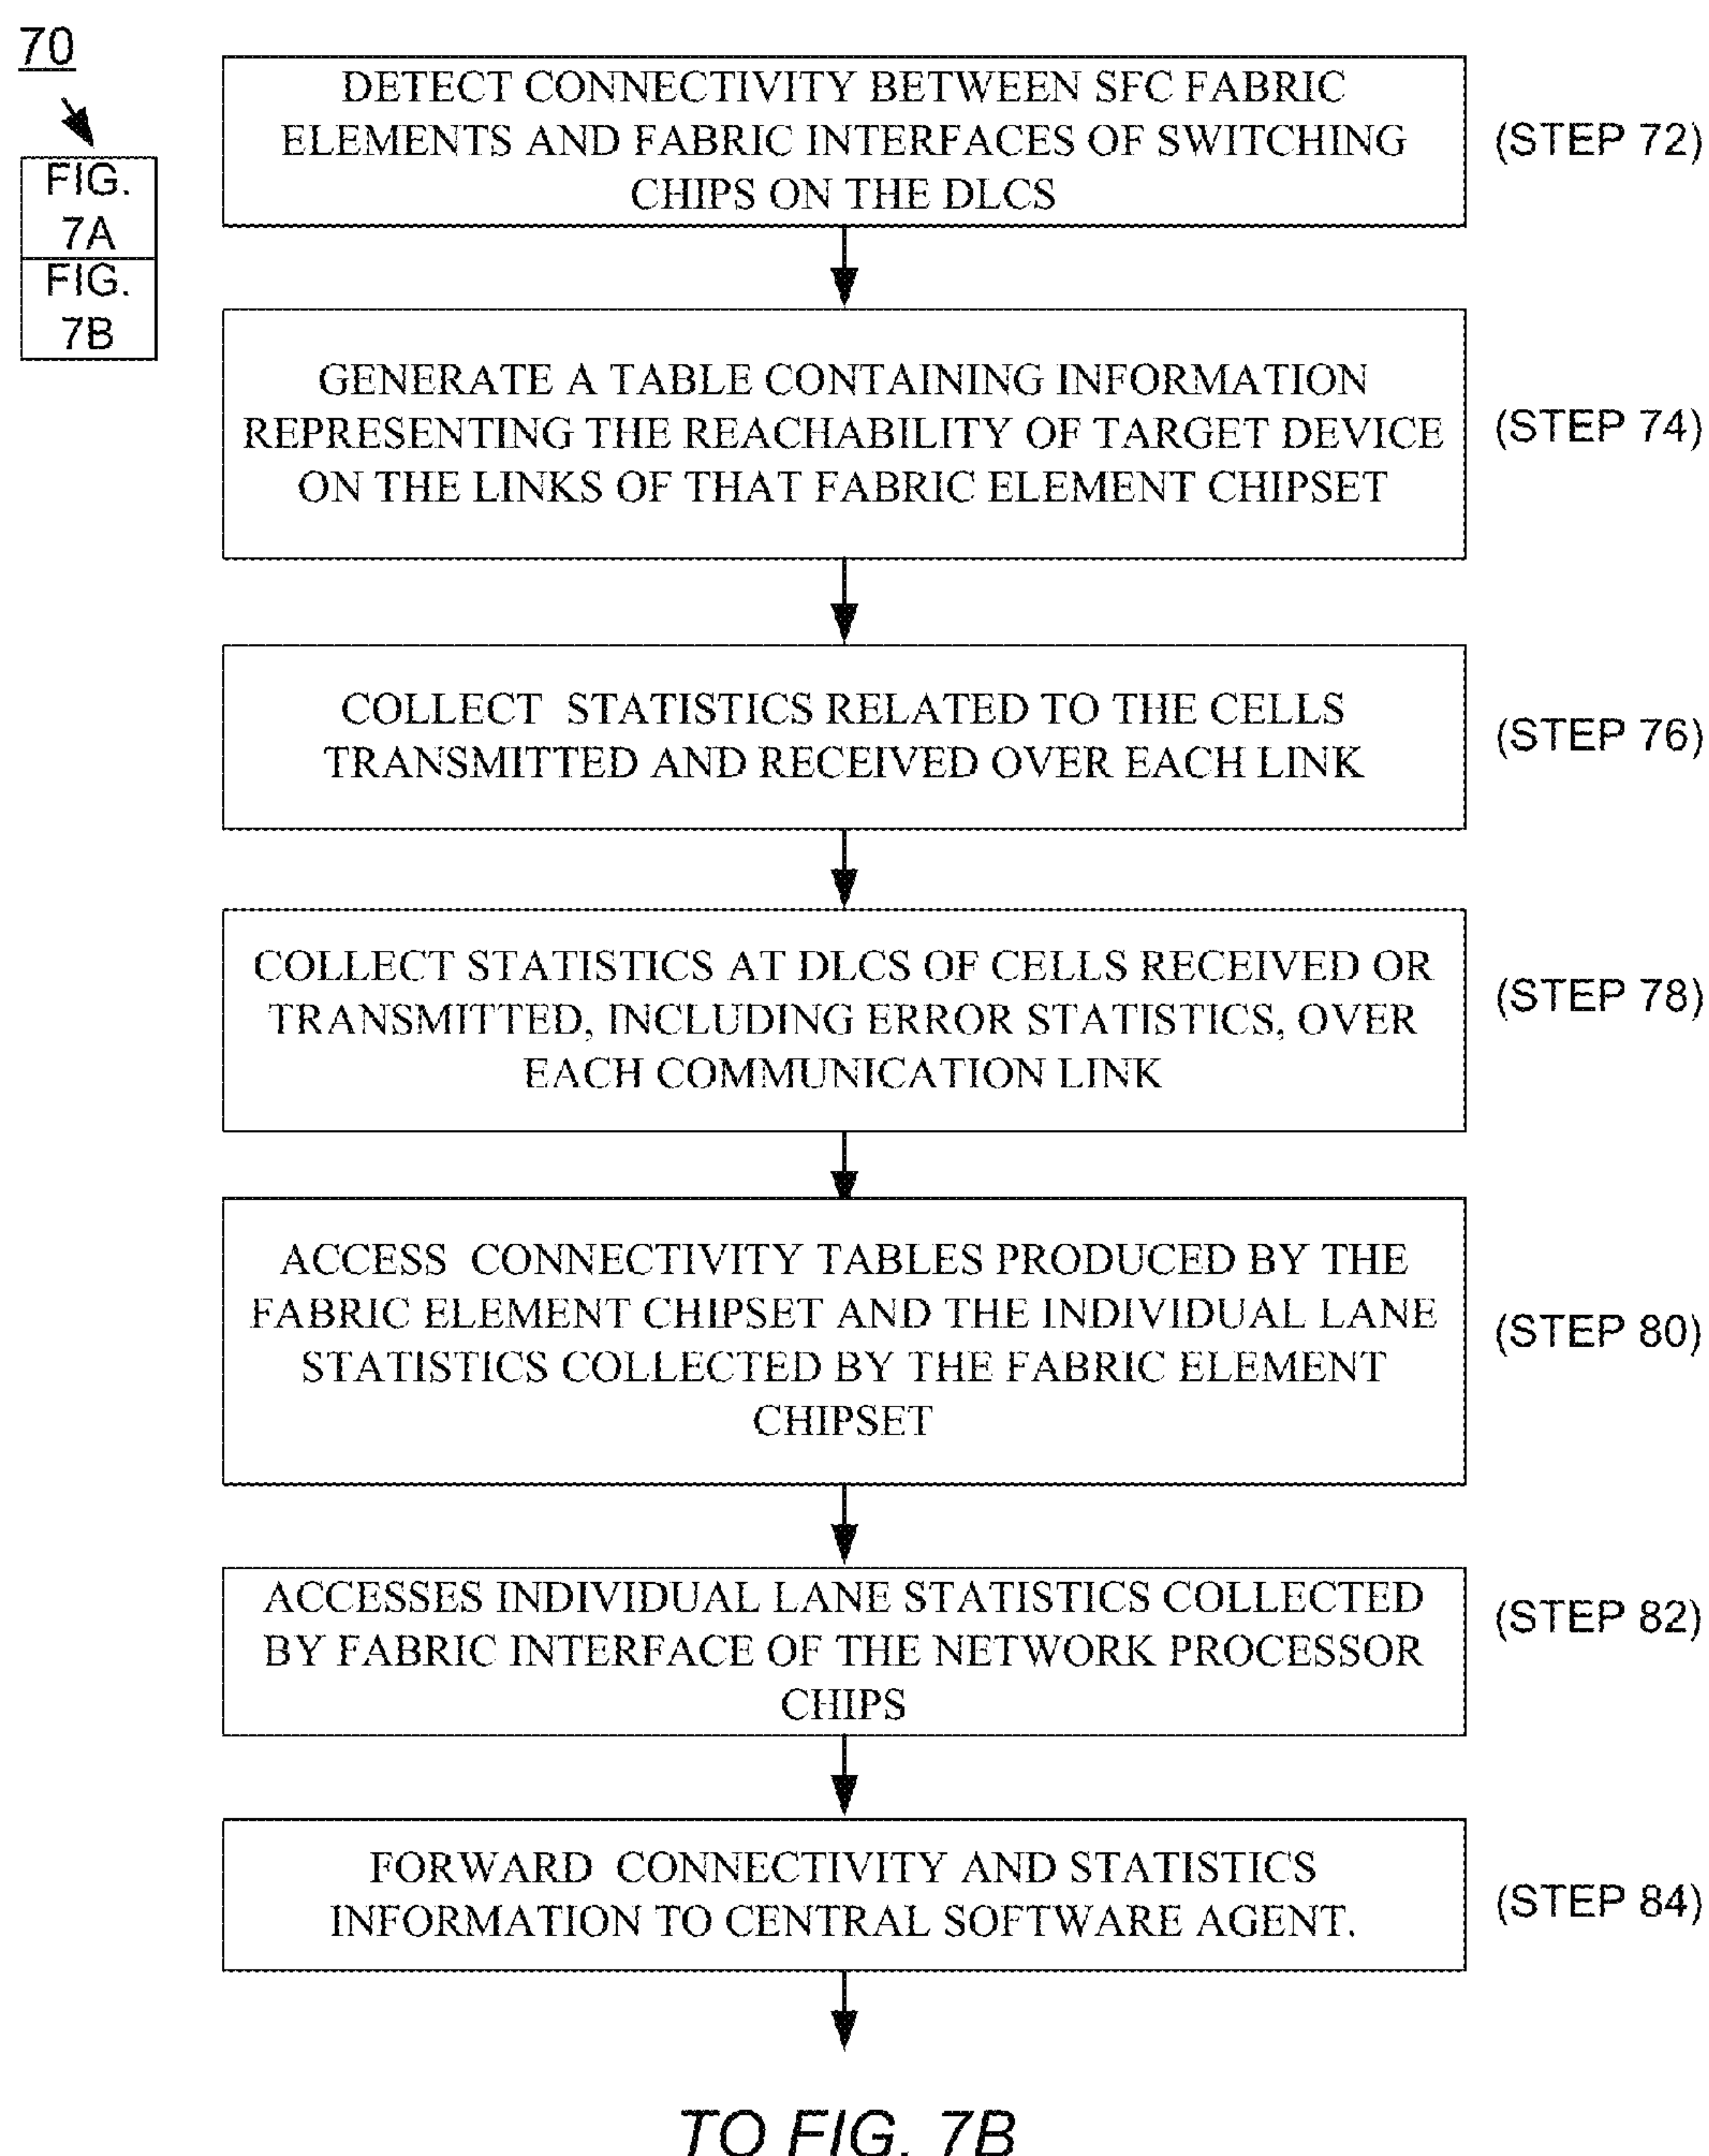 70
FIG.
7A
FIG.
7B
DETECT CONNECTIVITY BETWEEN SFC FABRIC
ELEMENTS AND FABRIC INTERFACES OF SWITCHING
CHIPS ON THE DLCS
(STEP 72)
GENERATE A TABLE CONTAINING INFORMATION
REPRESENTING THE REACHABILITY OF TARGET DEVICE
ON THE LINKS OF THAT FABRIC ELEMENT CHIPSET
(STEP 74)
COLLECT STATISTICS RELATED TO THE CELLS
TRANSMITTED AND RECEIVED OVER EACH LINK
(STEP 76)
COLLECT STATISTICS AT DLCS OF CELLS RECEIVED OR
TRANSMITTED, INCLUDING ERROR STATISTICS, OVER
EACH COMMUNICATION LINK
(STEP 78)
ACCESS CONNECTIVITY TABLES PRODUCED BY THE
FABRIC ELEMENT CHIPSET AND THE INDIVIDUAL LANE
STATISTICS COLLECTED BY THE FABRIC ELEMENT
CHIPSET
(STEP 80)
ACCESSES INDIVIDUAL LANE STATISTICS COLLECTED
BY FABRIC INTERFACE OF THE NETWORK PROCESSOR
CHIPS
(STEP 82)
FORWARD CONNECTIVITY AND STATISTICS
INFORMATION TO CENTRAL SOFTWARE AGENT.
(STEP 84)
TO FIG. 7B